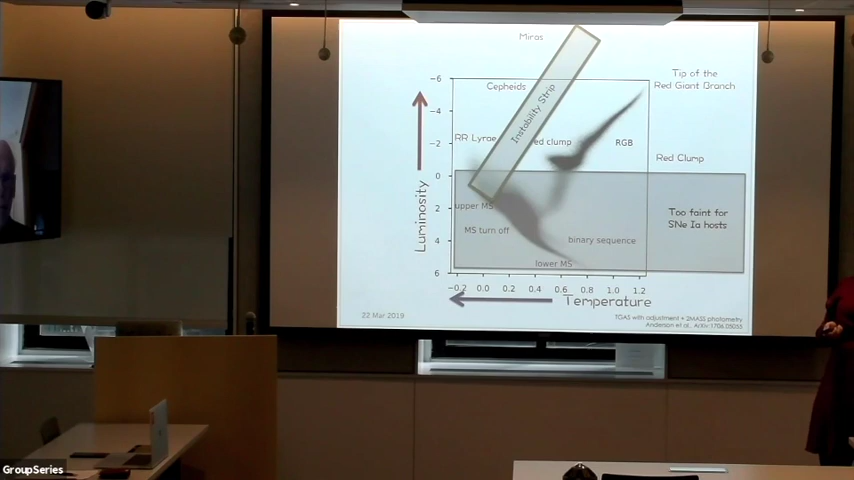 Miras
Tip of the
Red Giant Branch
Cepheids
Instability Strip
RR Lyrae
ed clump
RGB
Red Clump
upper MS
MS turn off
binary sequence
lower MS
Too faint for
SNe Ia hosts
Luminosity
−6
−4
−2
0
2
4
6
−0.2 0.0 0.2 0.4 0.6 0.8 1.0 1.2
Temperature
22 Mar 2019
TGAS with adjustment + 2MASS photometry
Anderson et al., ArXiv:1706.05055
GroupSeries